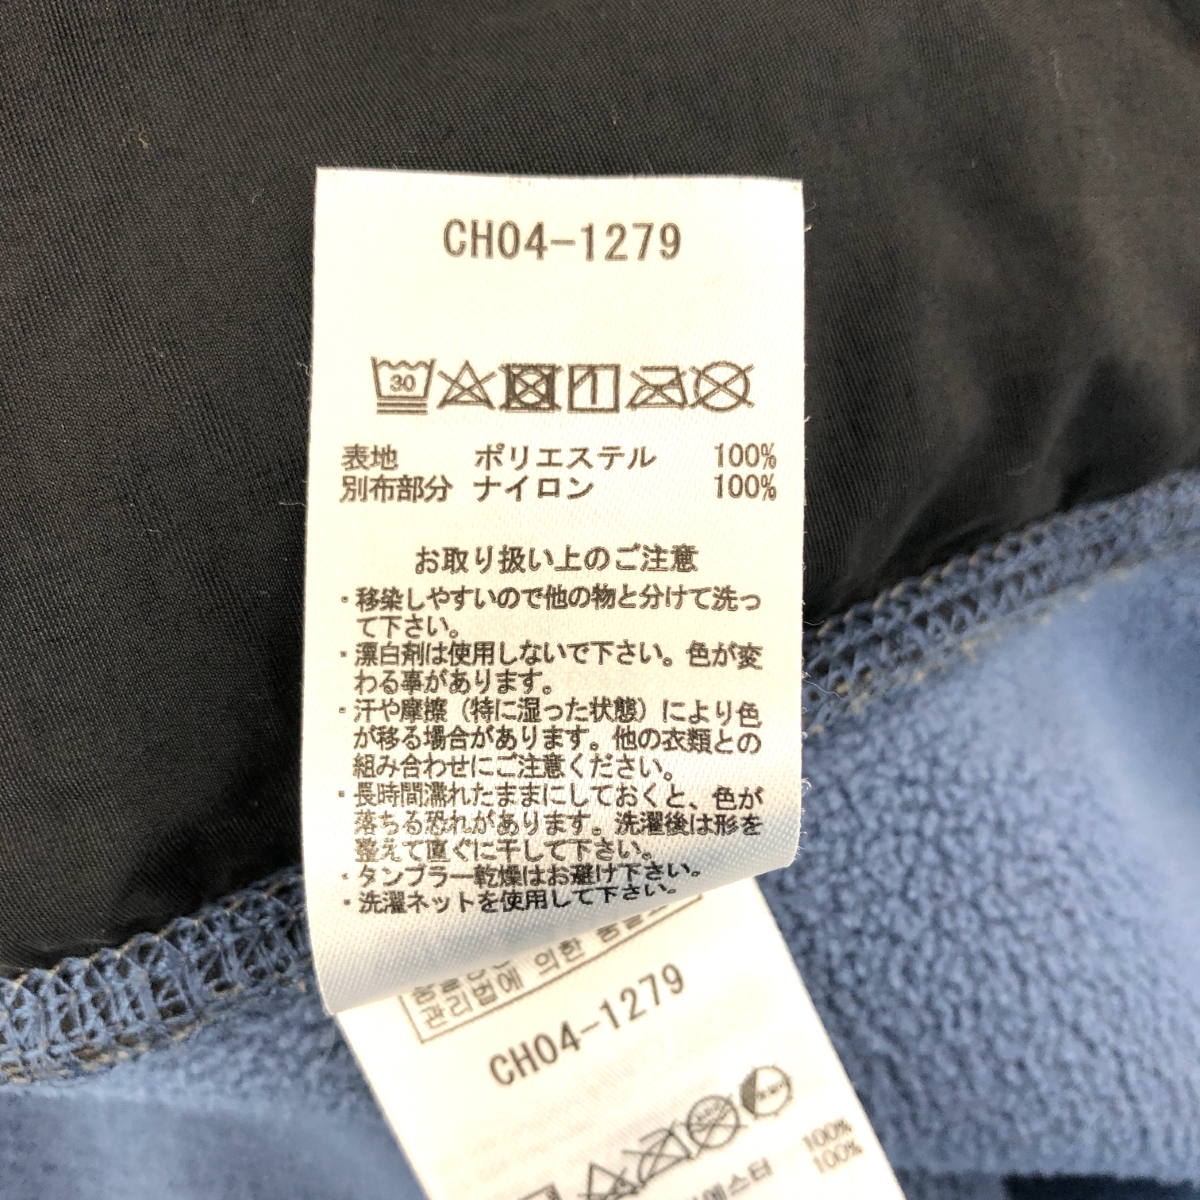 CH04-1279
30
表地 ポリエステル 100%
別布部分 ナイロン 100%
お取り扱い上のご注意
・移染しやすいので他の物と分けて洗っ
て下さい。
・漂白剤は使用しないで下さい。色が変
わる事があります。
・汗や摩擦（特に湿った状態）により色
が移る場合があります。他の衣類との
組み合わせにご注意ください。
・長時間濡れたままにしておくと、色が
落ちる恐れがあります。洗濯後は形を
整えて直ぐに干して下さい。
・タンブラー乾燥はお避け下さい。
・洗濯ネットを使用して下さい。
관리법에 의한
CH04-1279
100%
에스터 100%